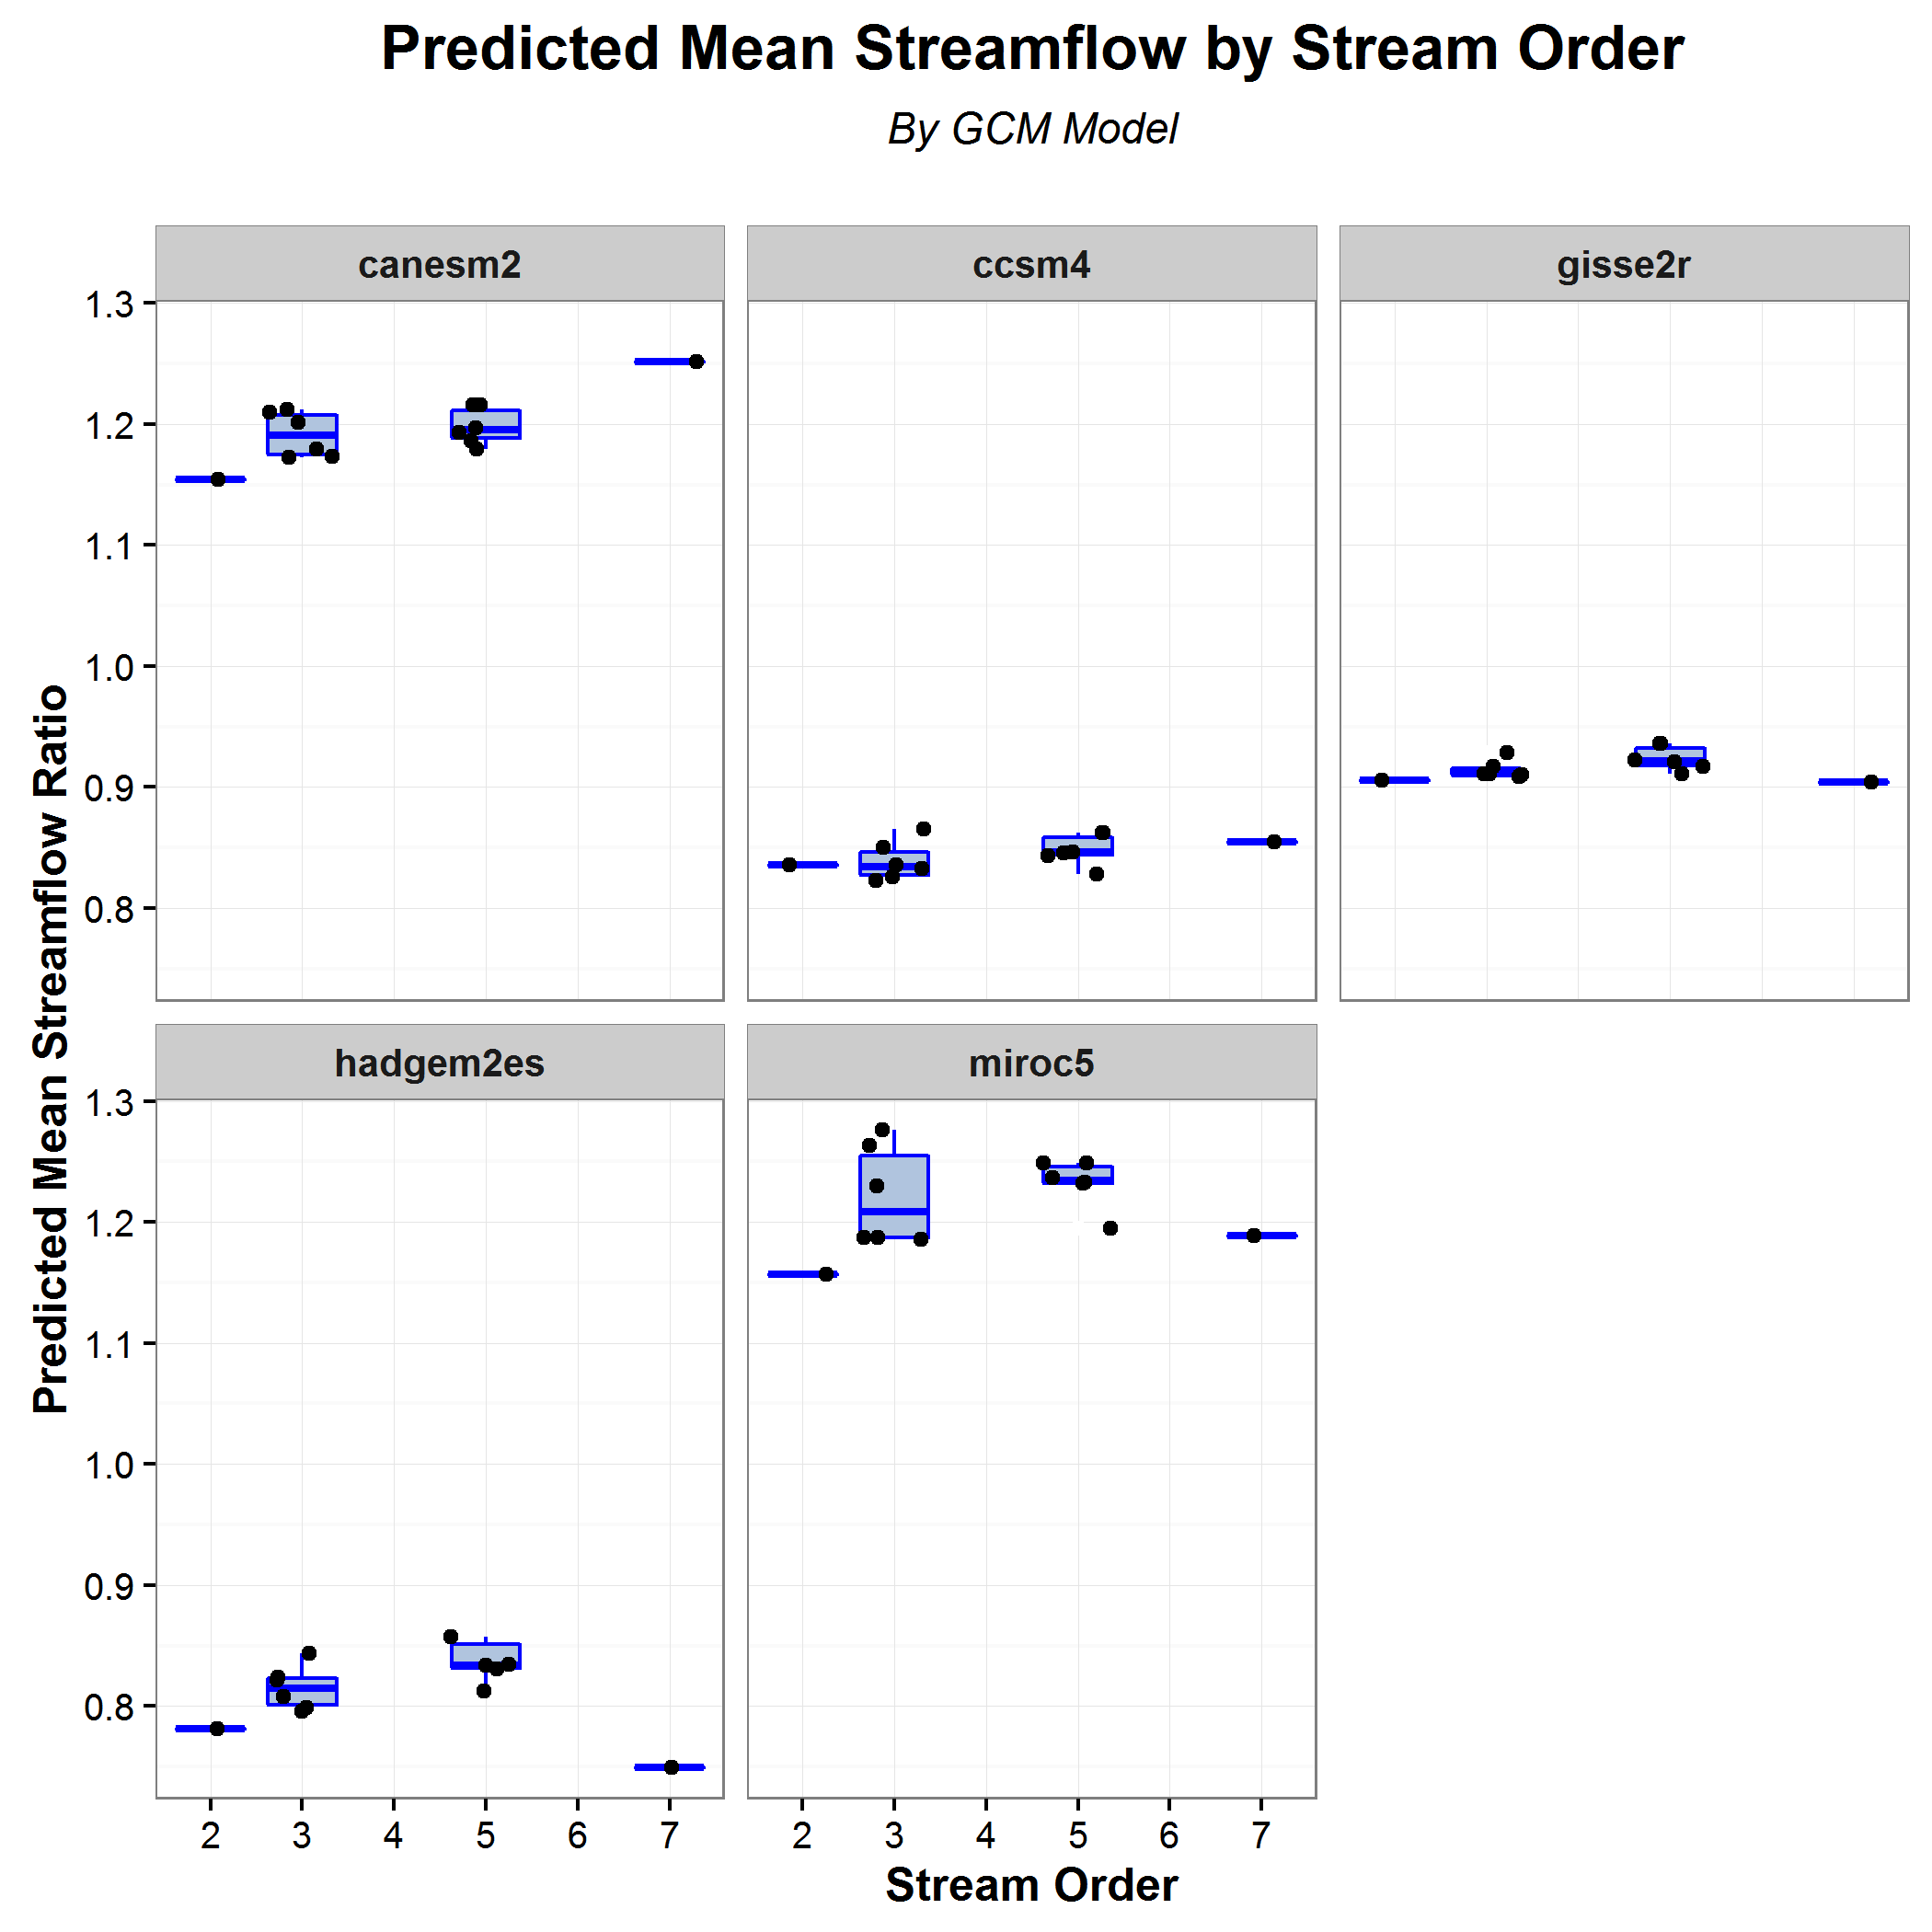 Predicted Mean Streamflow by Stream Order
By GCM Model
canesm2
ccsm4
gisse2r
1.3
1.2
1.1
1.0
0.9
0.8
hadgem2es
miroc5
1.3
1.2
1.1
1.0
0.9
0.8
2 3 4 5 6 7
2 3 4 5 6 7
Stream Order
Predicted Mean Streamflow Ratio